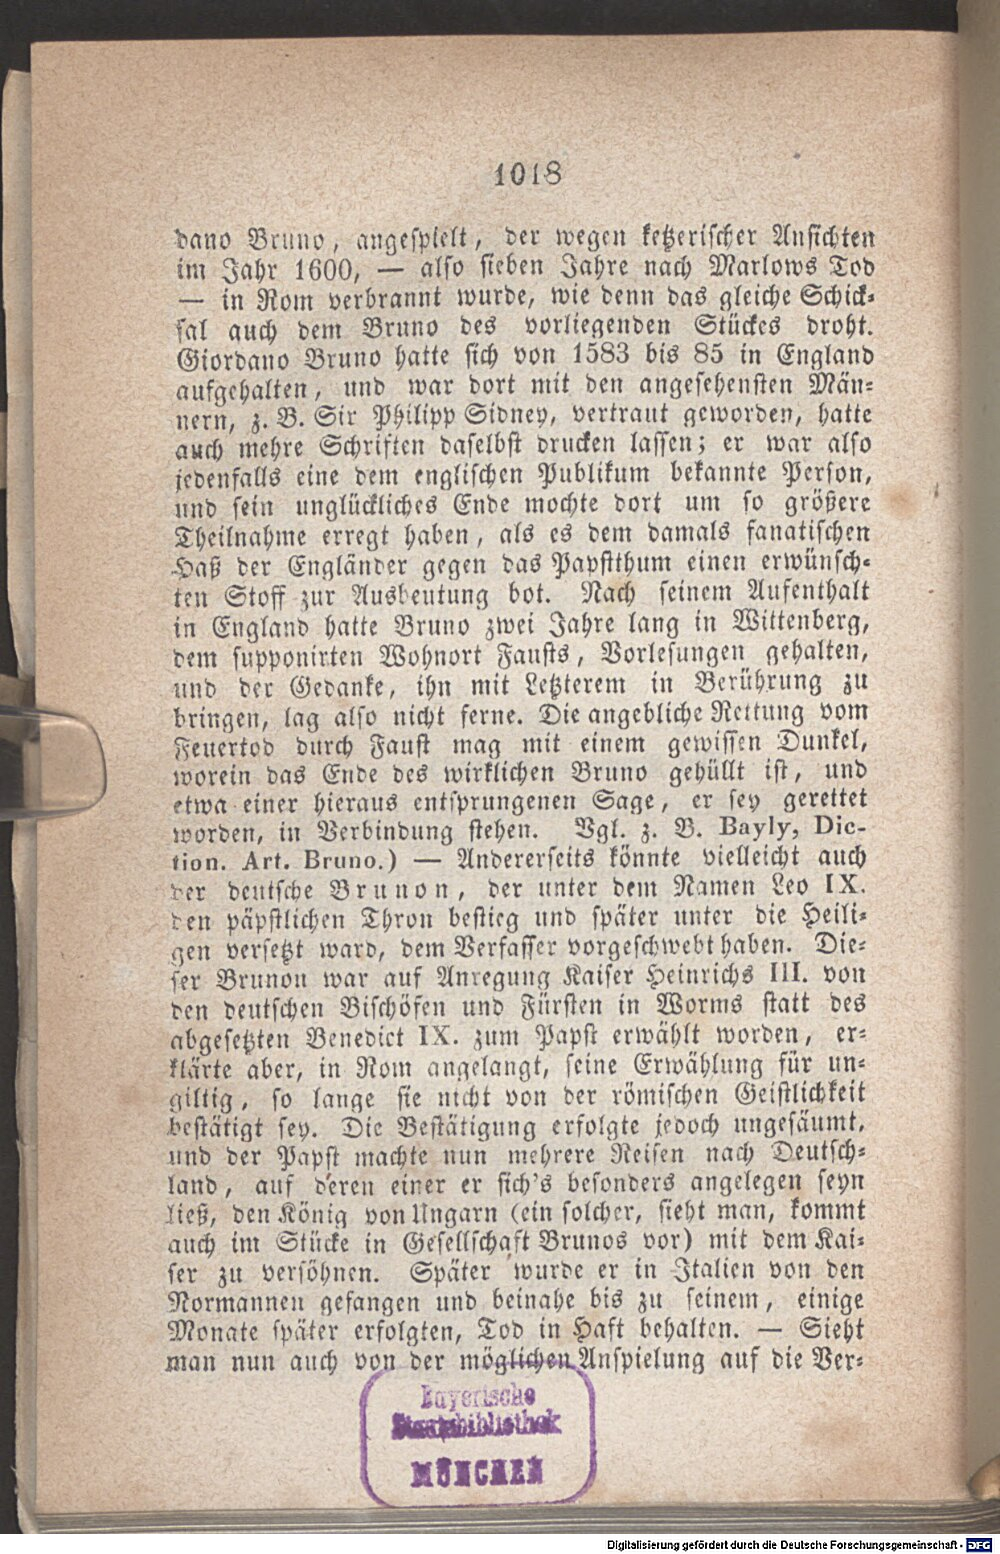 1018
dano Bruno, angespielt, der wegen ketzerischer Ansichten
im Jahr 1600, — also sieben Jahre nach Marlows Tod
— in Rom verbrannt wurde, wie denn das gleiche Schick-
sal auch dem Bruno des vorliegenden Stückes droht.
Giordano Bruno hatte sich von 1583 bis 85 in England
aufgehalten, und war dort mit den angesehensten Män-
nern, z. B. Sir Philipp Sidney, vertraut geworden, hatte
auch mehre Schriften daselbst drucken lassen; er war also
jedenfalls eine dem englischen Publikum bekannte Person,
und sein unglückliches Ende mochte dort um so größere
Theilnahme erregt haben, als es dem damals fanatischen
Haß der Engländer gegen das Papstthum einen erwünsch-
ten Stoff zur Ausbeutung bot. Nach seinem Aufenthalt
in England hatte Bruno zwei Jahre lang in Wittenberg,
dem supponirten Wohnort Fausts, Vorlesungen gehalten,
und der Gedanke, ihn mit Letzterem in Berührung zu
bringen, lag also nicht ferne. Die angebliche Rettung vom
Feuertod durch Faust mag mit einem gewissen Dunkel,
worein das Ende des wirklichen Bruno gehüllt ist, und
etwa einer hieraus entsprungenen Sage, er sey gerettet
worden, in Verbindung stehen. Vgl. z. B. Bayly, Dic-
tion. Art. Bruno.) — Andererseits könnte vielleicht auch
der deutsche Brunon, der unter dem Namen Leo IX.
den päpstlichen Thron bestieg und später unter die Heili-
gen versetzt ward, dem Verfasser vorgeschwebt haben. Die-
ser Brunon war auf Anregung Kaiser Heinrichs III. von
den deutschen Bischöfen und Fürsten in Worms statt des
abgesetzten Benedict IX. zum Papst erwählt worden, er-
klärte aber, in Rom angelangt, seine Erwählung für un-
giltig, so lange sie nicht von der römischen Geistlichkeit
bestätigt sey. Die Bestätigung erfolgte jedoch ungesäumt,
und der Papst machte nun mehrere Reisen nach Deutsch-
land, auf deren einer er sich's besonders angelegen seyn
ließ, den König von Ungarn (ein solcher, sieht man, kommt
auch im Stücke in Gesellschaft Brunos vor) mit dem Kai-
ser zu versöhnen. Später wurde er in Italien von den
Normannen gefangen und beinahe bis zu seinem, einige
Monate später erfolgten, Tod in Haft behalten. — Sieht
man nun auch von der möglichen Anspielung auf die Ver-
Bayerische
Staatsbibliothek
MÜNCHEN
Digitalisierung gefördert durch die Deutsche Forschungsgemeinschaft - DFG